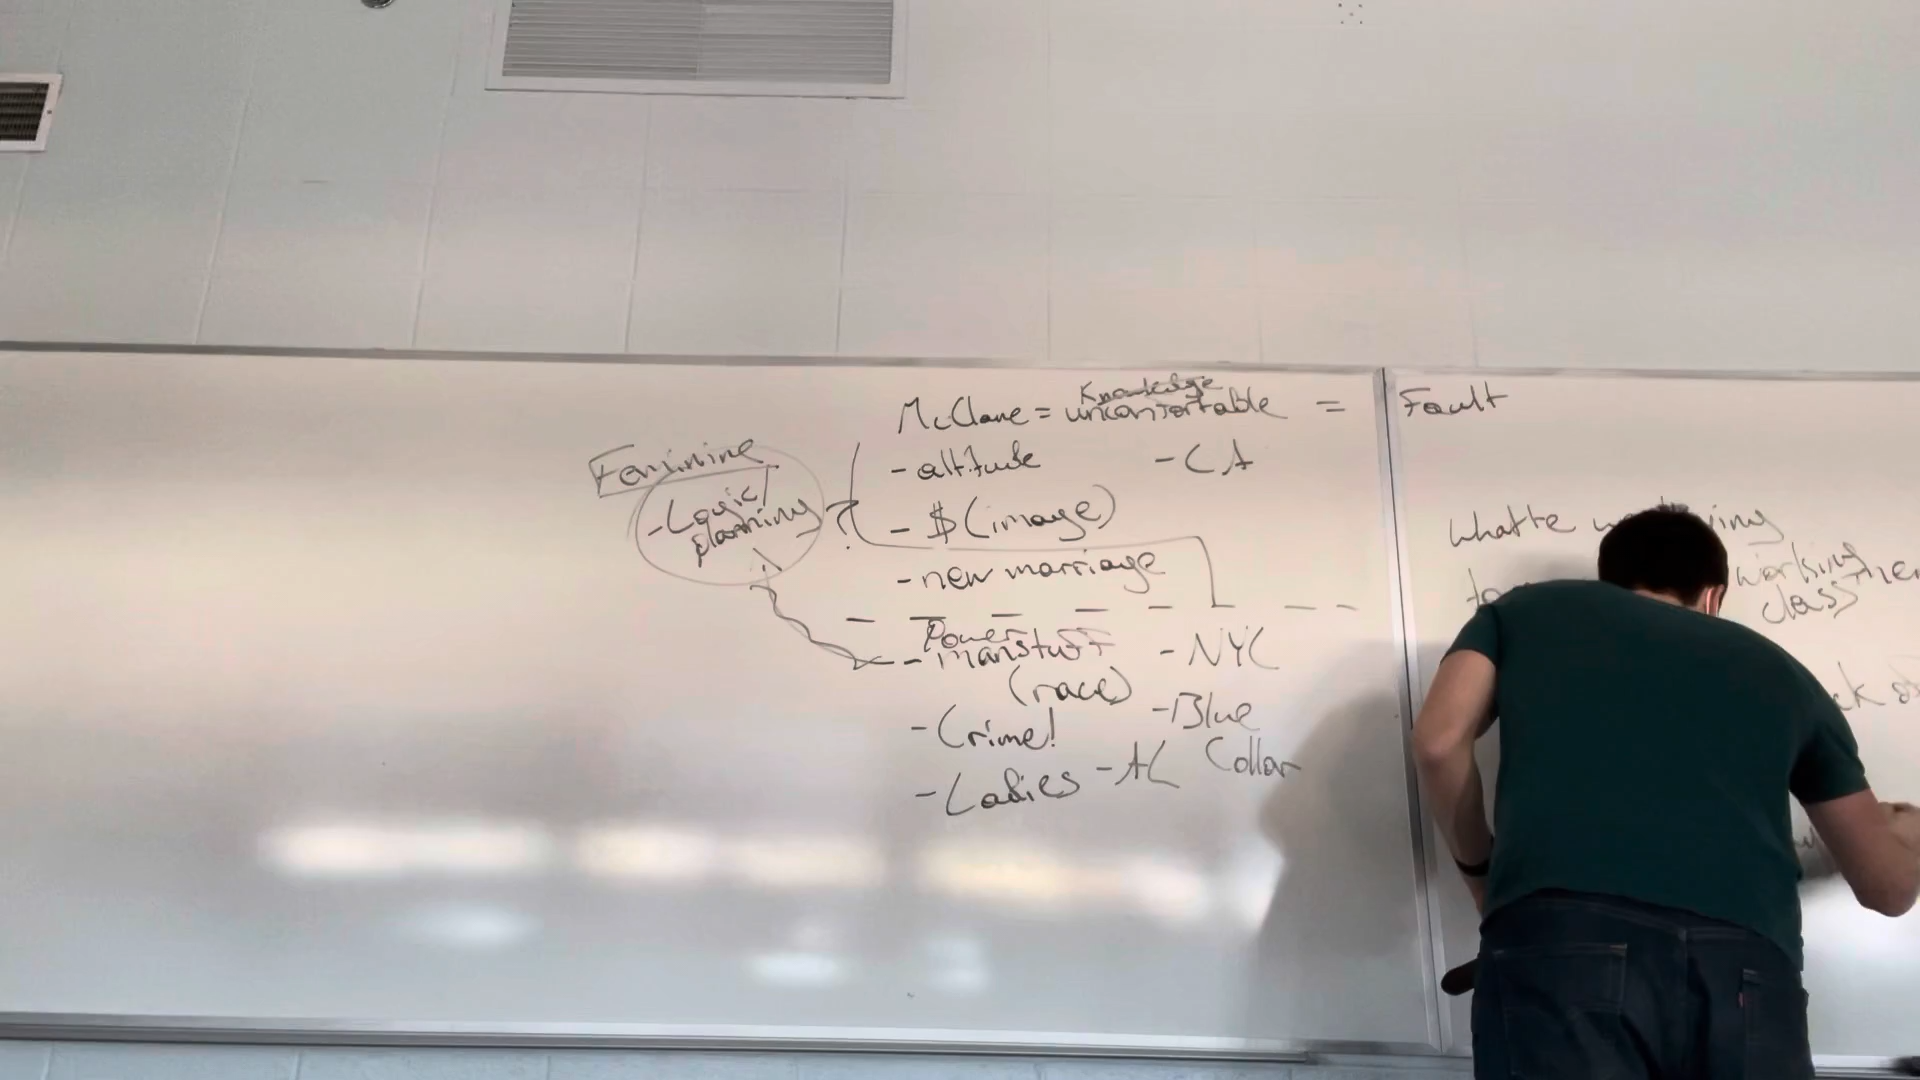 Knowledge
McClane = uncomfortable = Fault
Feminine
- Logic/
planning
- altitude - CA
- $ (image)
- new marriage
Power
- manstuff - NYC
(race)
- Crime! - Blue
Collar
- Ladies - AC
working
class